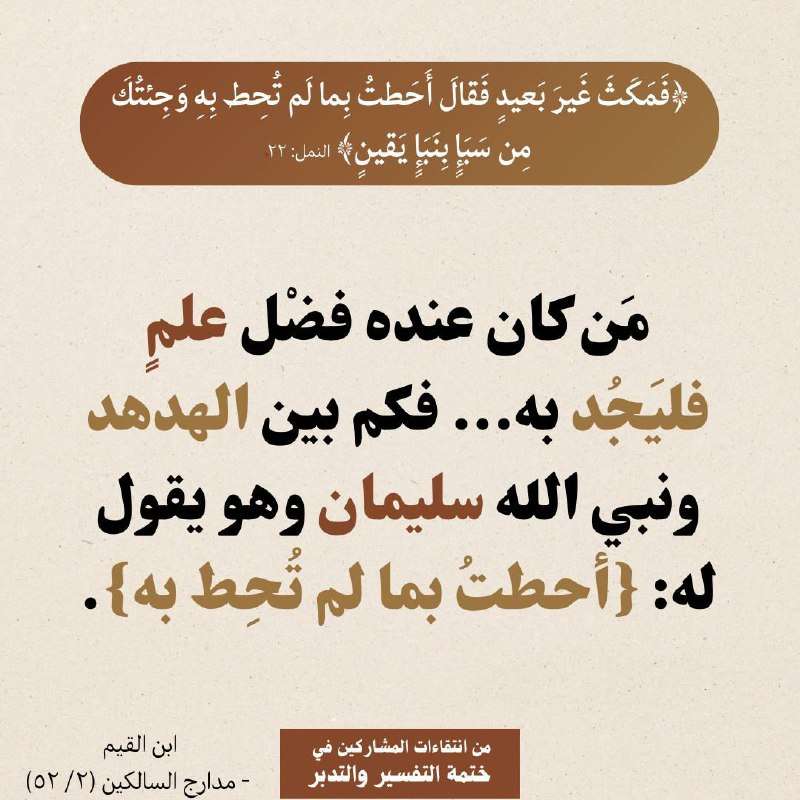 ﴿فَمَكَثَ غَيرَ بَعيدٍ فَقالَ أَحَطتُ بِما لَم تُحِط بِهِ وَجِئتُكَ
مِن سَبَإٍ بِنَبَإٍ يَقينٍ﴾ النمل: ٢٢
مَن كان عنده فضْل علمٍ
فليَجُد به... فكم بين الهدهد
ونبي الله سليمان وهو يقول
له: {أحطتُ بما لم تُحِط به}.
من انتقاءات المشاركين في
ختمة التفسير والتدبر
ابن القيم
- مدارج السالكين (٢/ ٥٢)